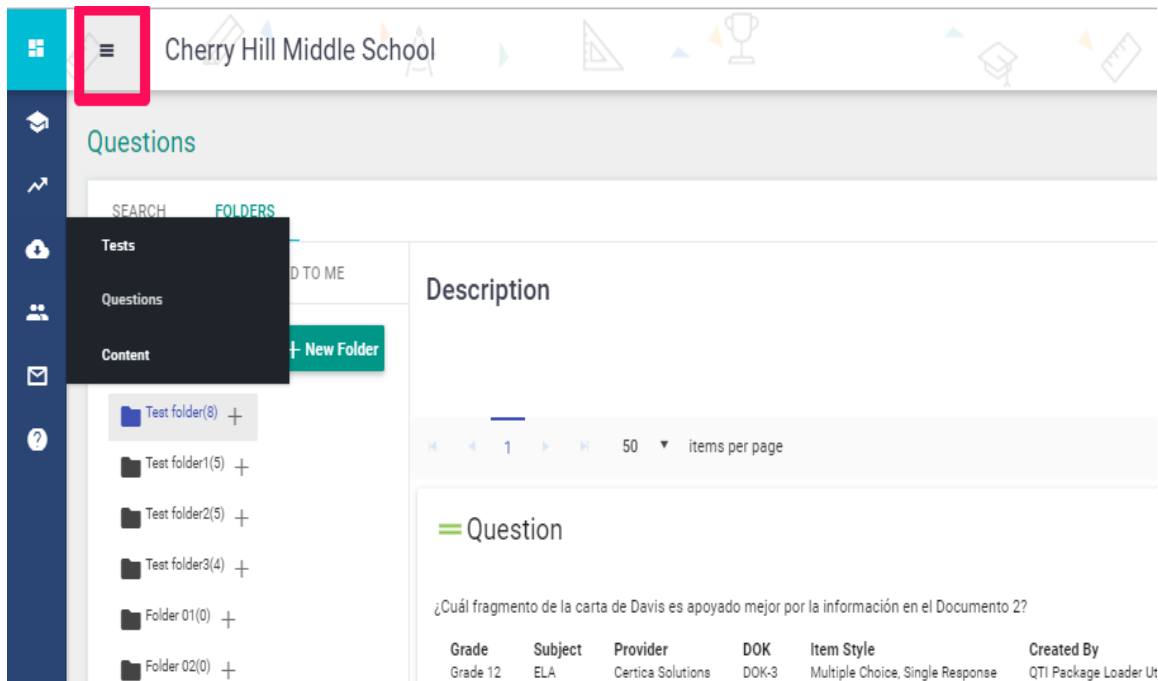 Cherry Hill Middle School
Questions
SEARCH FOLDERS
Tests
Questions
Content
D TO ME
+ New Folder
Test folder(8) +
Test folder1(5) +
Test folder2(5) +
Test folder3(4) +
Folder 01(0) +
Folder 02(0) +
Description
1 50 items per page
Question
¿Cuál fragmento de la carta de Davis es apoyado mejor por la información en el Documento 2?
Grade Subject Provider DOK Item Style Created By
Grade 12 ELA Certica Solutions DOK-3 Multiple Choice, Single Response QTI Package Loader Ut